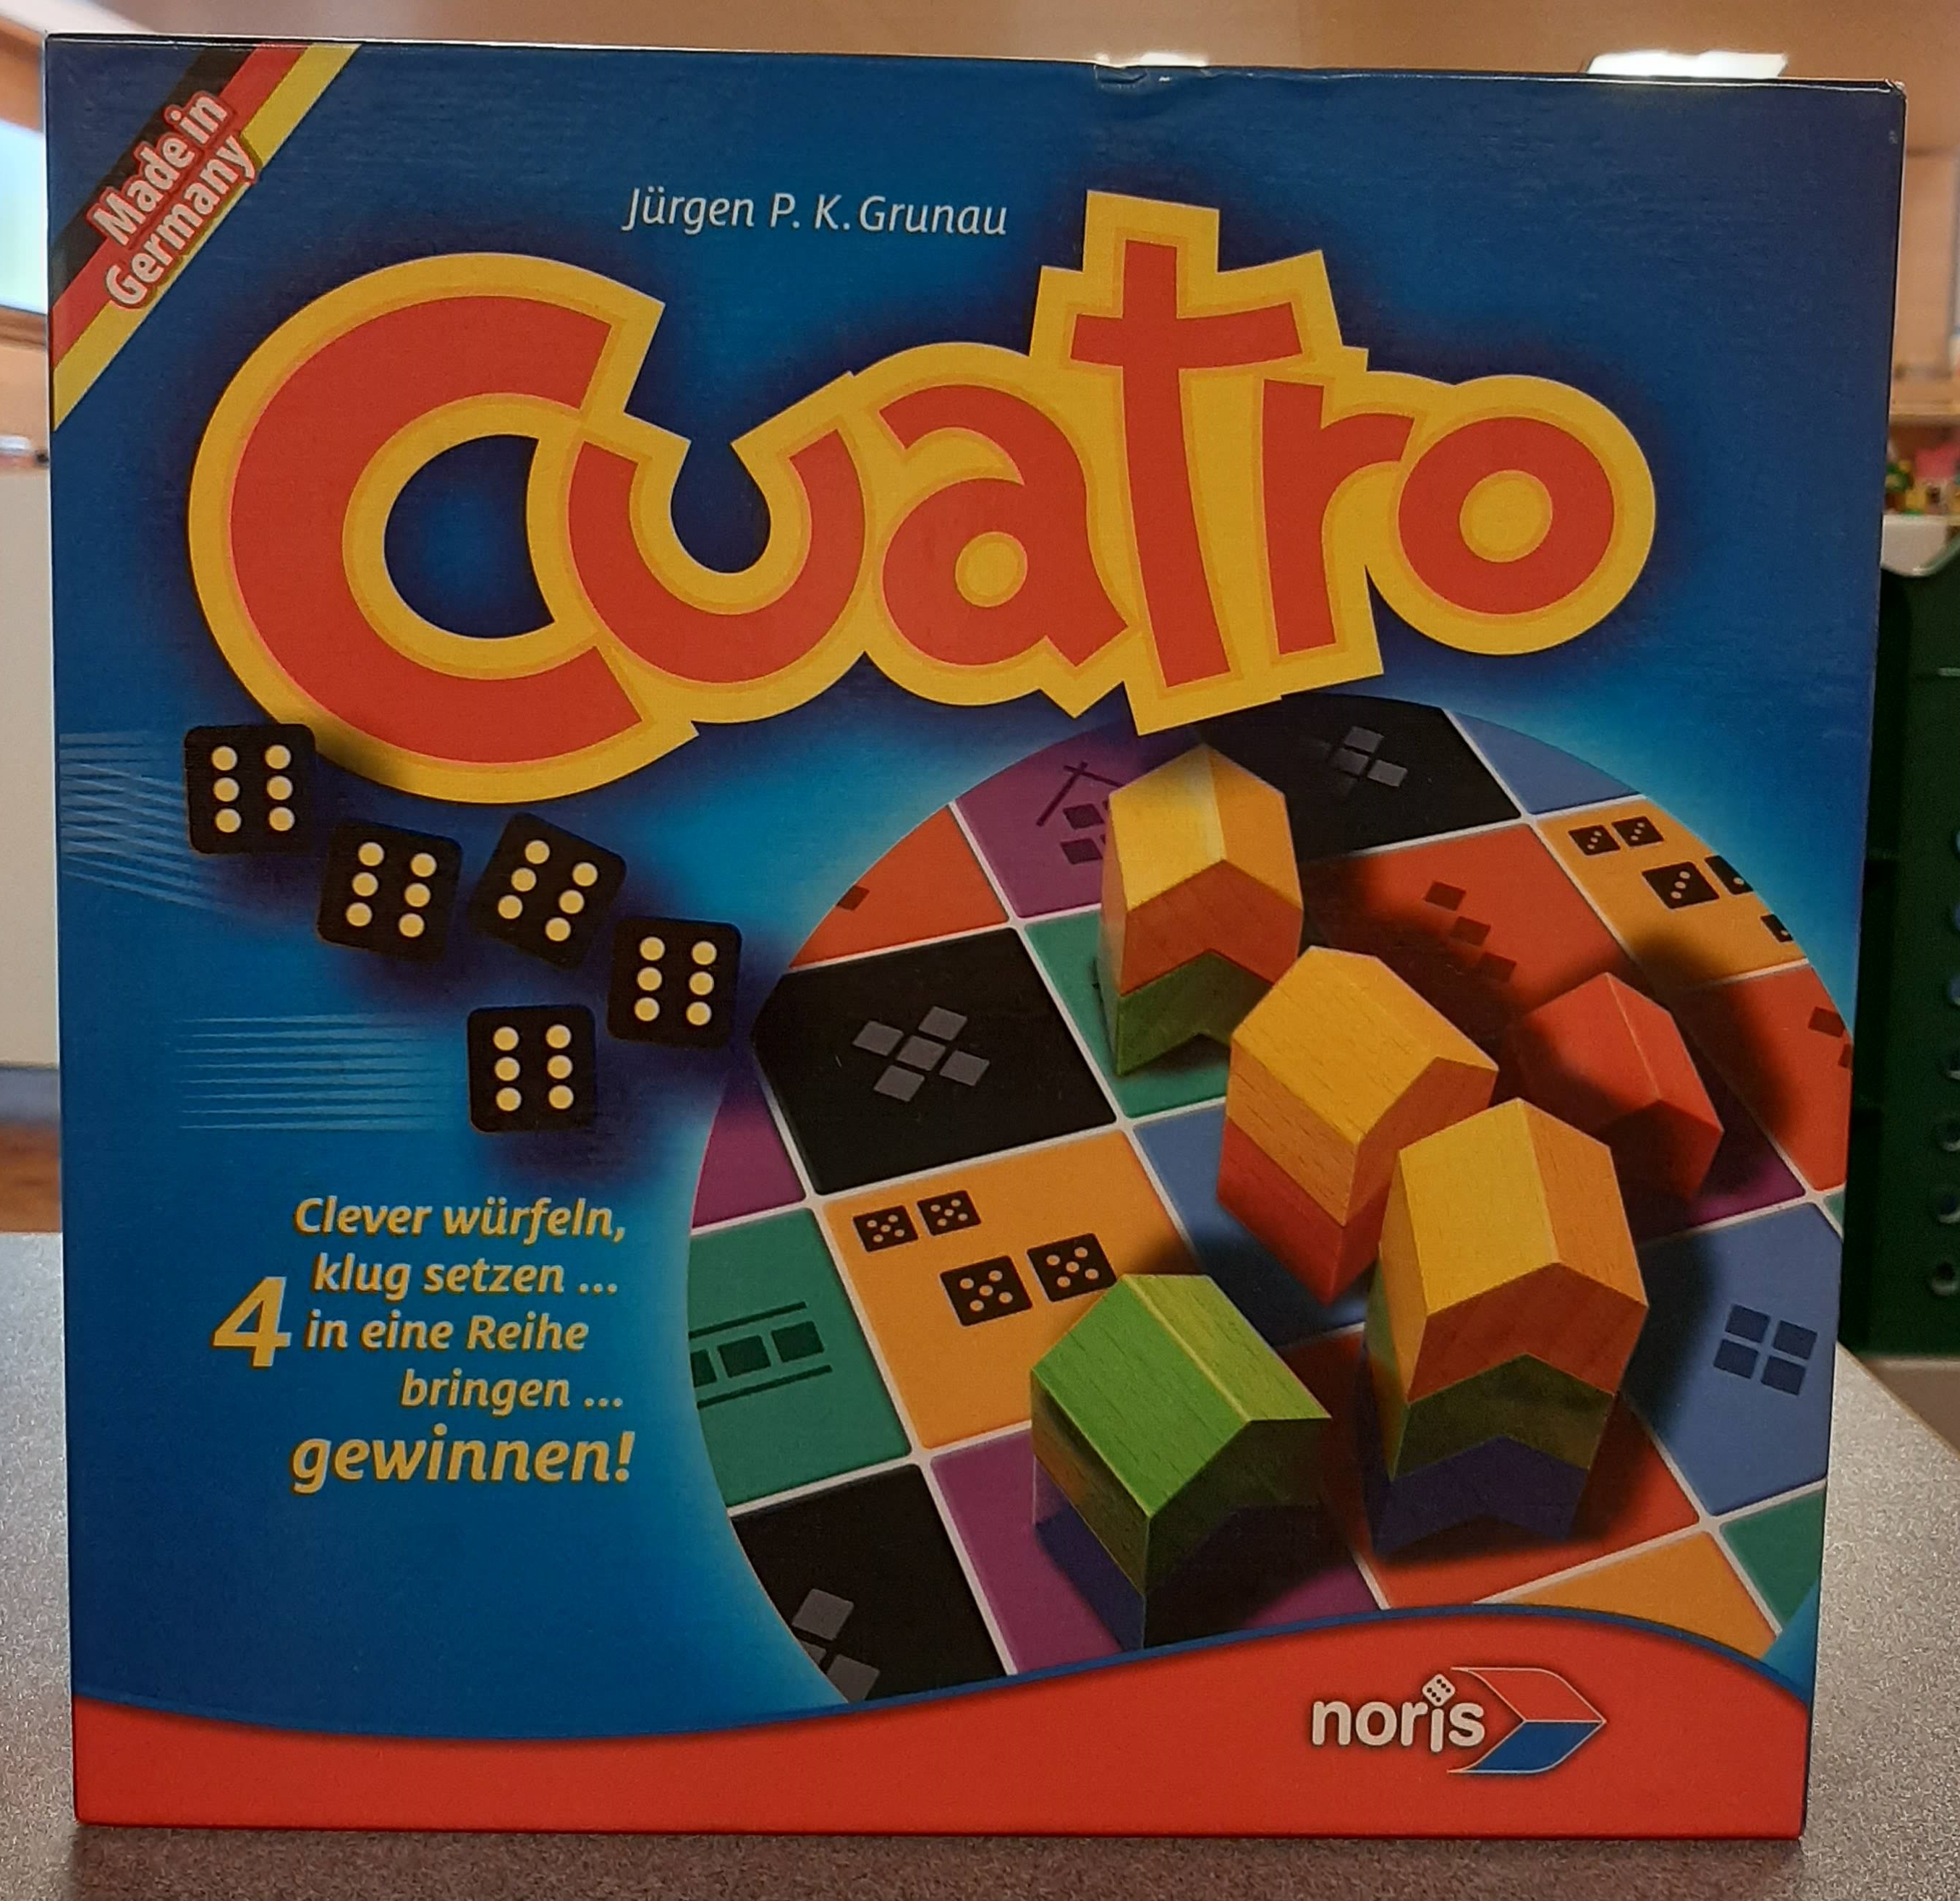 Made in
Germany
Jürgen P. K. Grunau
Cuatro
Clever würfeln,
klug setzen ...
4 in eine Reihe
bringen ...
gewinnen!
noris